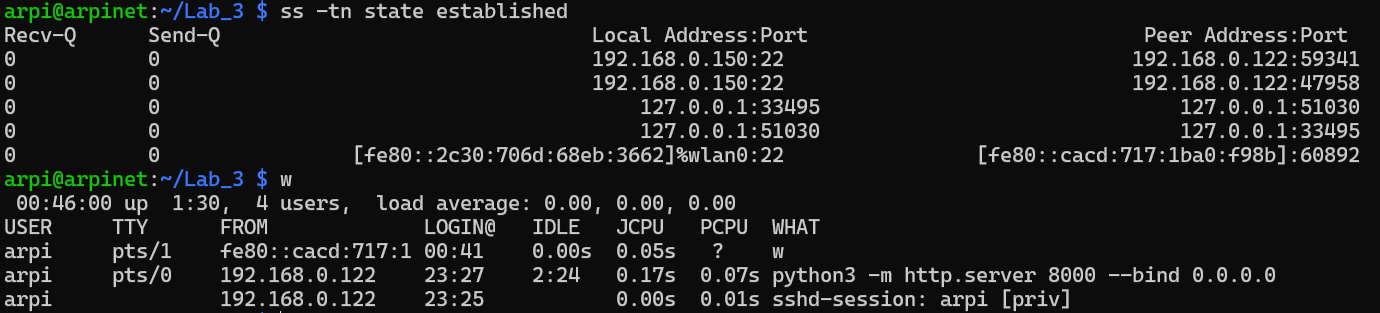 arpi@arpinet:~/Lab_3 $ ss -tn state established
Recv-Q Send-Q Local Address:Port Peer Address:Port
0 0 192.168.0.150:22 192.168.0.122:59341
0 0 192.168.0.150:22 192.168.0.122:47958
0 0 127.0.0.1:33495 127.0.0.1:51030
0 0 127.0.0.1:51030 127.0.0.1:33495
0 0 [fe80::2c30:706d:68eb:3662]%wlan0:22 [fe80::cacd:717:1ba0:f98b]:60892
arpi@arpinet:~/Lab_3 $ w
00:46:00 up 1:30, 4 users, load average: 0.00, 0.00, 0.00
USER TTY FROM LOGIN@ IDLE JCPU PCPU WHAT
arpi pts/1 fe80::cacd:717:1 00:41 0.00s 0.05s ? w
arpi pts/0 192.168.0.122 23:27 2:24 0.17s 0.07s python3 -m http.server 8000 --bind 0.0.0.0
arpi 192.168.0.122 23:25 0.00s 0.01s sshd-session: arpi [priv]